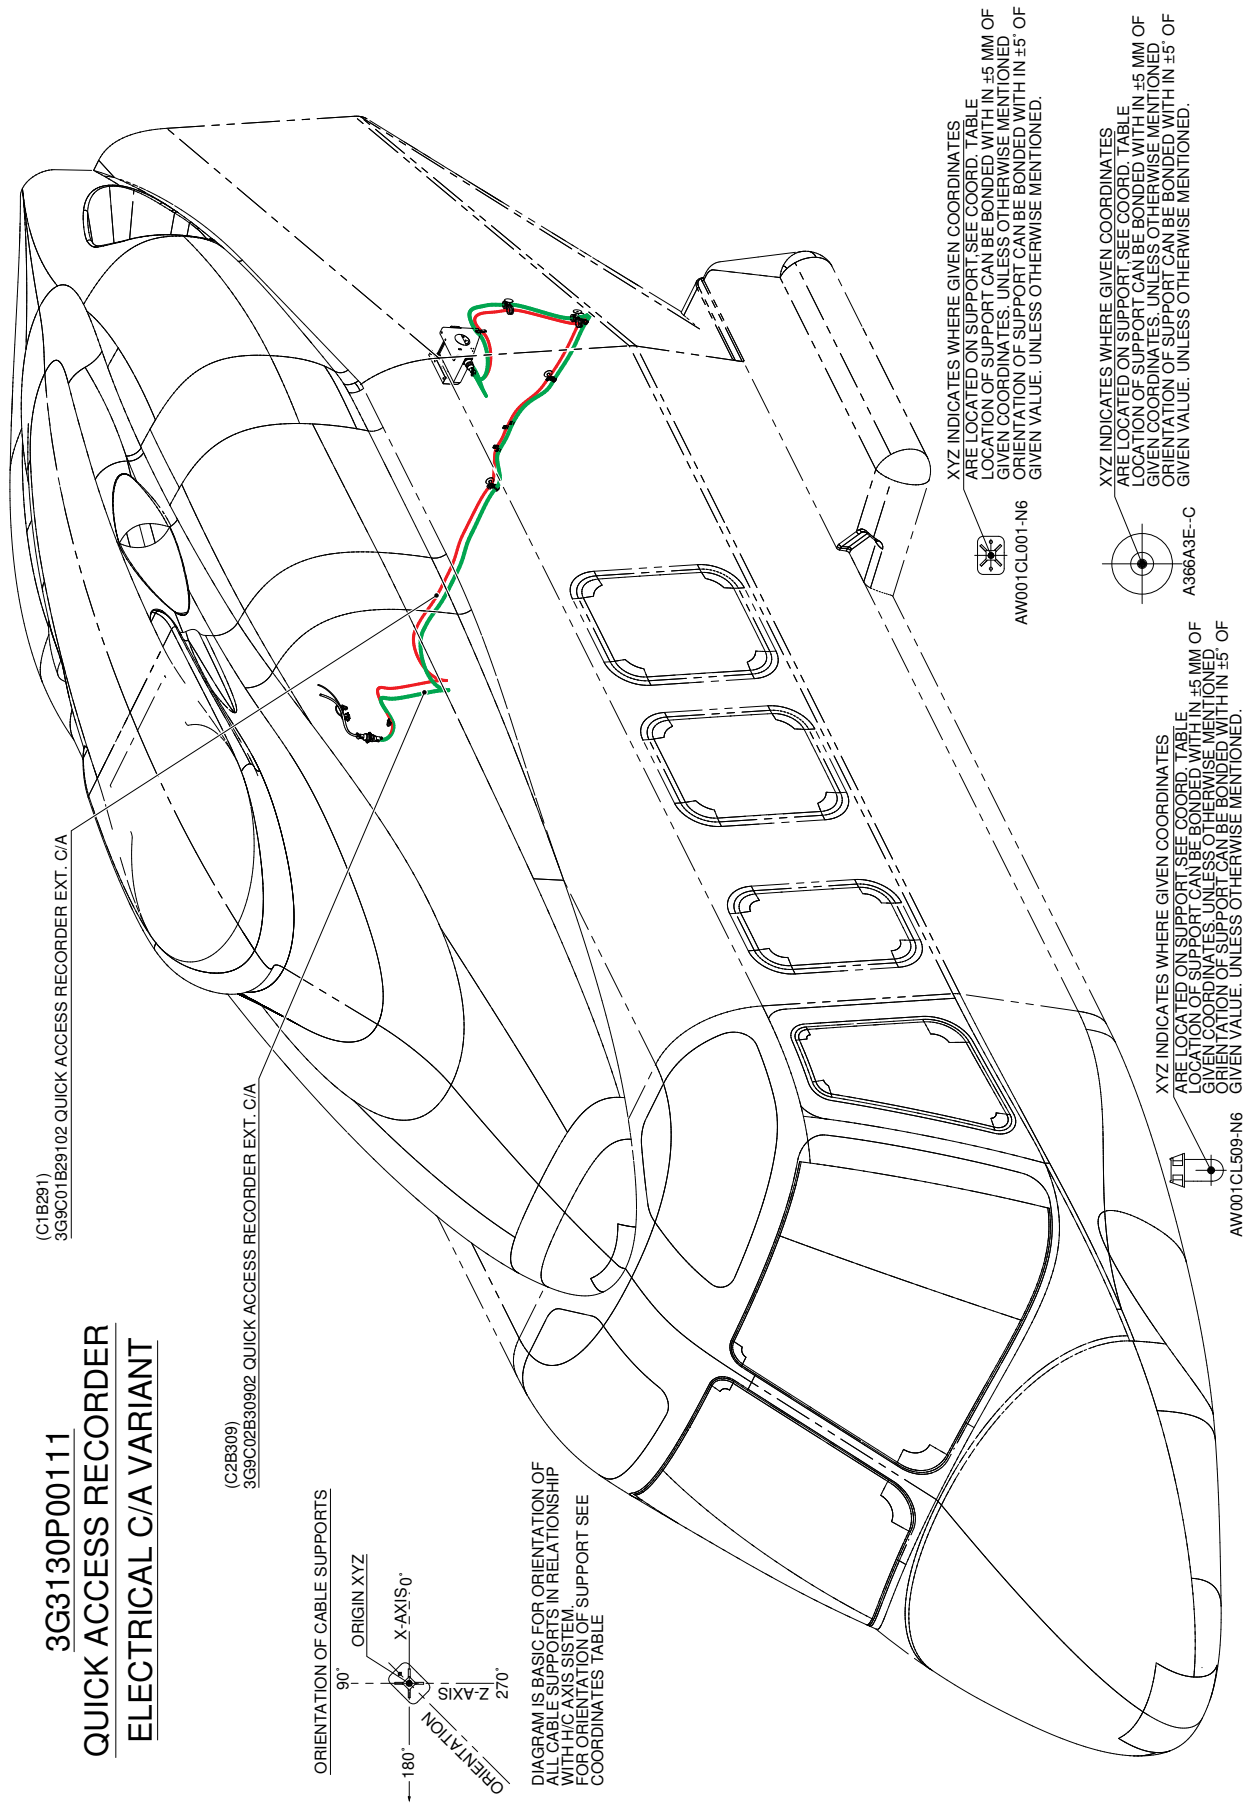 3G3130P00111
QUICK ACCESS RECORDER
ELECTRICAL C/A VARIANT
(C1B291)
3G9C01B29102 QUICK ACCESS RECORDER EXT. C/A
(C2B309)
3G9C02B30902 QUICK ACCESS RECORDER EXT. C/A
ORIENTATION OF CABLE SUPPORTS
90°
ORIGIN XYZ
X-AXIS
0°
180°
Z-AXIS
270°
ORIENTATION
DIAGRAM IS BASIC FOR ORIENTATION OF
ALL CABLE SUPPORTS IN RELATIONSHIP
WITH H/C AXIS SISTEM.
FOR ORIENTATION OF SUPPORT SEE
COORDINATES TABLE
XYZ INDICATES WHERE GIVEN COORDINATES
ARE LOCATED ON SUPPORT,SEE COORD. TABLE
LOCATION OF SUPPORT CAN BE BONDED WITH IN ±5 MM OF
GIVEN COORDINATES. UNLESS OTHERWISE MENTIONED
ORIENTATION OF SUPPORT CAN BE BONDED WITH IN ±5° OF
GIVEN VALUE. UNLESS OTHERWISE MENTIONED.
AW001CL001-N6
XYZ INDICATES WHERE GIVEN COORDINATES
ARE LOCATED ON SUPPORT,SEE COORD. TABLE
LOCATION OF SUPPORT CAN BE BONDED WITH IN ±5 MM OF
GIVEN COORDINATES. UNLESS OTHERWISE MENTIONED
ORIENTATION OF SUPPORT CAN BE BONDED WITH IN ±5° OF
GIVEN VALUE. UNLESS OTHERWISE MENTIONED.
A366A3E--C
XYZ INDICATES WHERE GIVEN COORDINATES
ARE LOCATED ON SUPPORT,SEE COORD. TABLE
LOCATION OF SUPPORT CAN BE BONDED WITH IN ±5 MM OF
GIVEN COORDINATES. UNLESS OTHERWISE MENTIONED
ORIENTATION OF SUPPORT CAN BE BONDED WITH IN ±5° OF
GIVEN VALUE. UNLESS OTHERWISE MENTIONED.
AW001CL509-N6